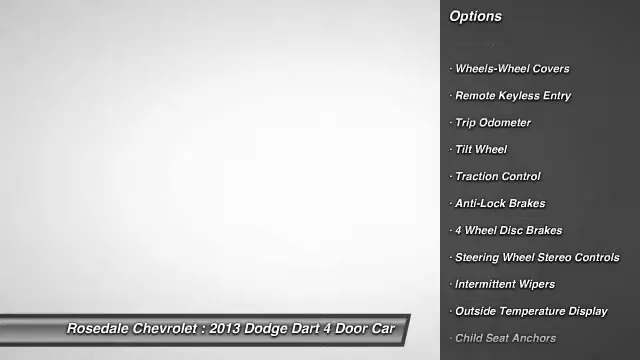 Options
· Wheels-Wheel Covers
· Remote Keyless Entry
· Trip Odometer
· Tilt Wheel
· Traction Control
· Anti-Lock Brakes
· 4 Wheel Disc Brakes
· Steering Wheel Stereo Controls
· Intermittent Wipers
· Outside Temperature Display
· Child Seat Anchors
Rosedale Chevrolet : 2013 Dodge Dart 4 Door Car